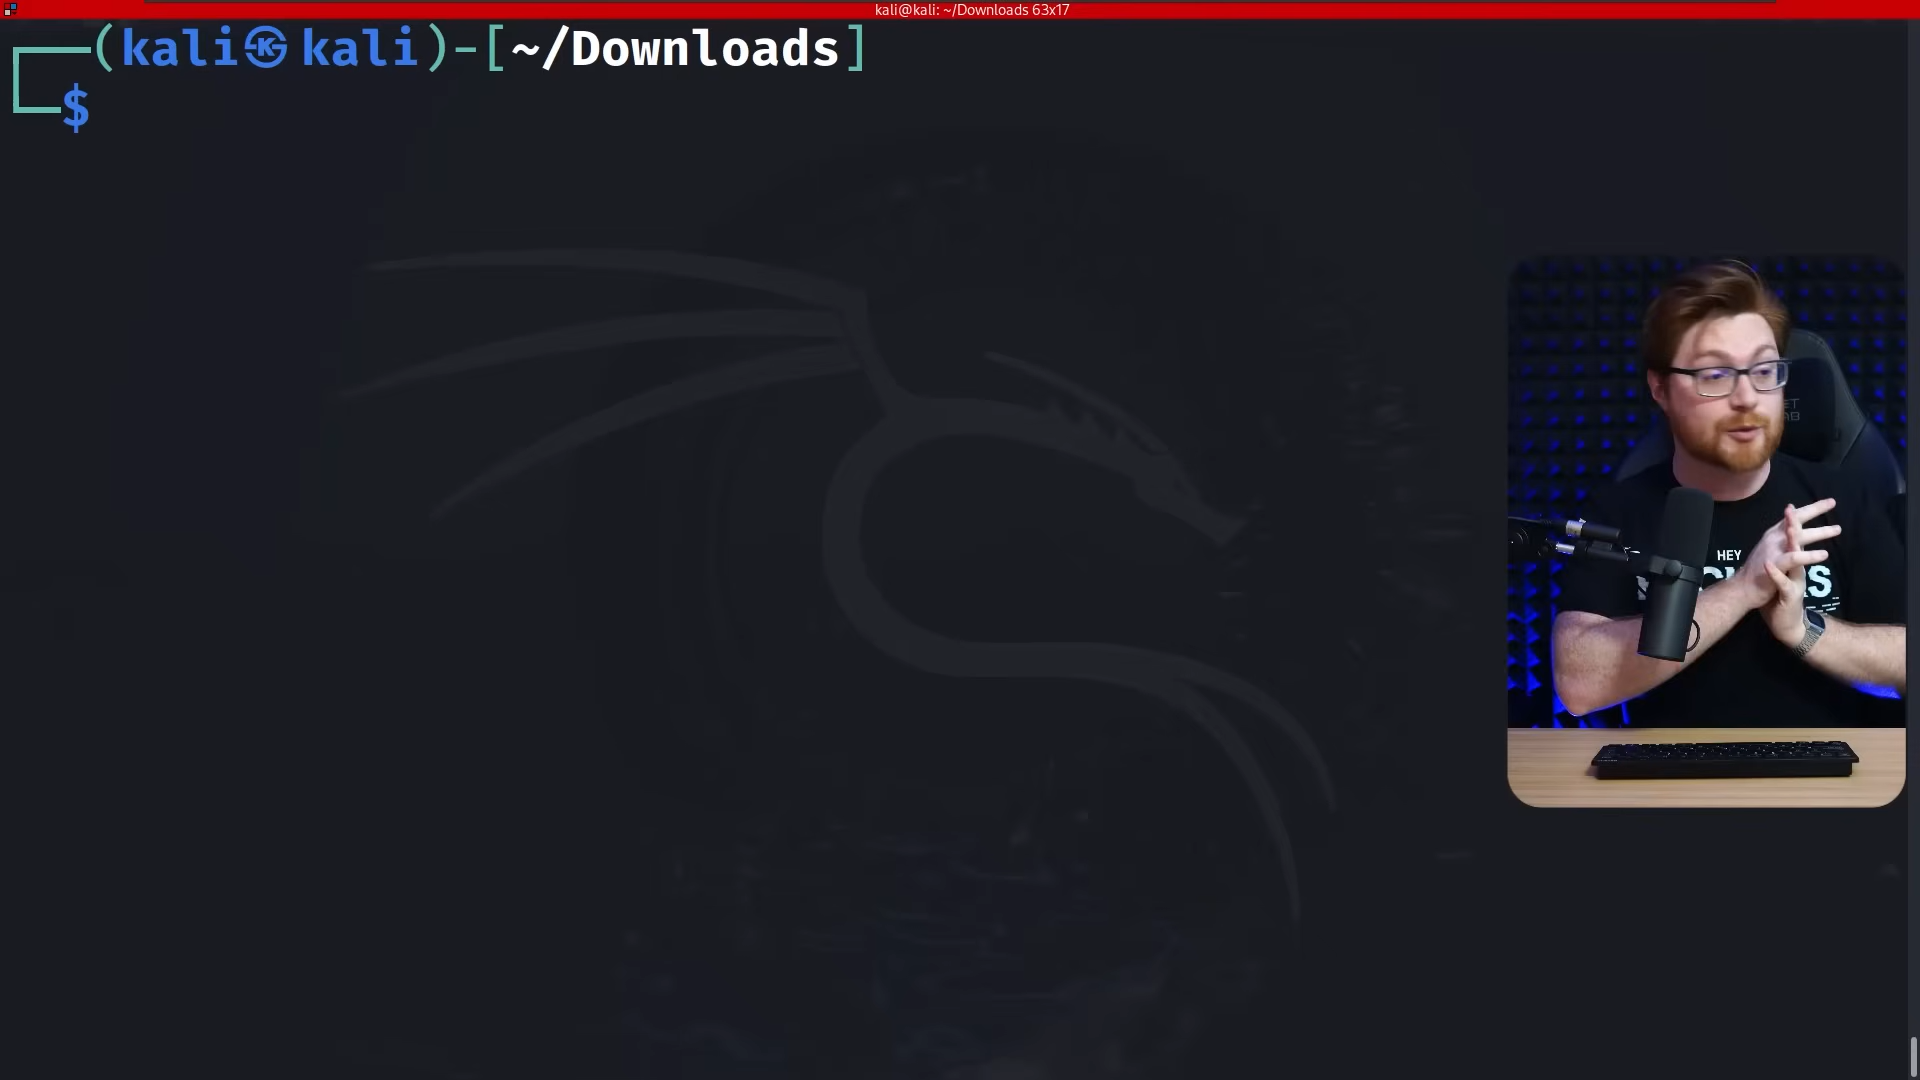 kali@kali: ~/Downloads 63x17
┌──(kali㉿kali)-[~/Downloads]
└─$
HEY